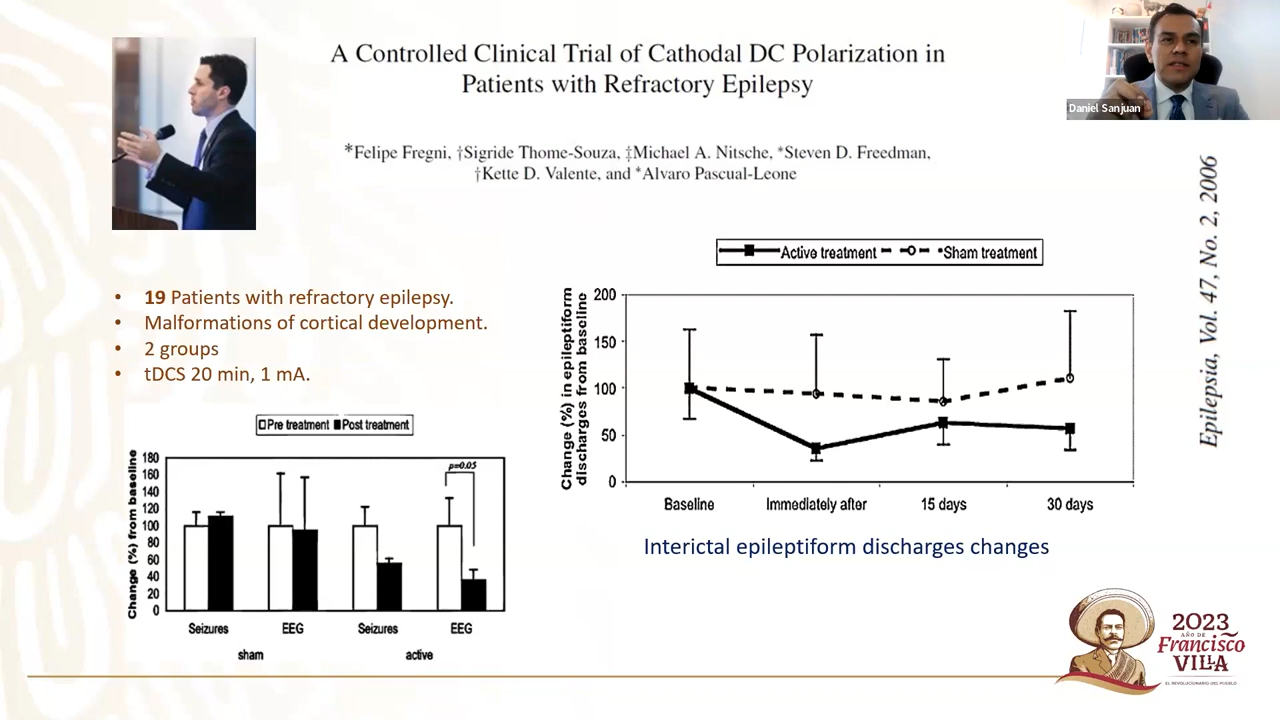 A Controlled Clinical Trial of Cathodal DC Polarization in
Patients with Refractory Epilepsy
*Felipe Fregni, †Sigride Thome-Souza, ‡Michael A. Nitsche, *Steven D. Freedman,
†Kette D. Valente, and *Alvaro Pascual-Leone
Daniel Sanjuan
Epilepsia, Vol. 47, No. 2, 2006
• 19 Patients with refractory epilepsy.
• Malformations of cortical development.
• 2 groups
• tDCS 20 min, 1 mA.
Pre treatment Post treatment
Change (%) from baseline
180
160
140
120
100
80
60
40
20
0
p=0.05
Seizures EEG Seizures EEG
sham active
Active treatment Sham treatment
Change (%) in epileptiform
discharges from baseline
200
150
100
50
0
Baseline Immediately after 15 days 30 days
Interictal epileptiform discharges changes
2023
AÑO DE
Francisco
VILLA
EL REVOLUCIONARIO DEL PUEBLO